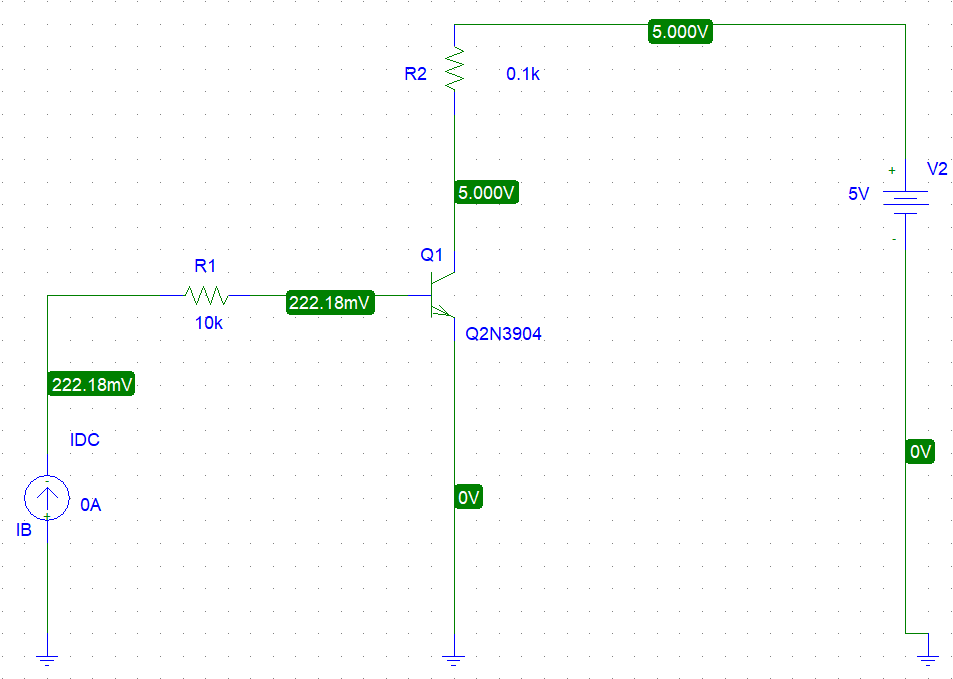 5.000V
R2
0.1k
V2
+
5V
5.000V
-
Q1
R1
222.18mV
10k
Q2N3904
222.18mV
IDC
0V
-
0A
0V
+
IB